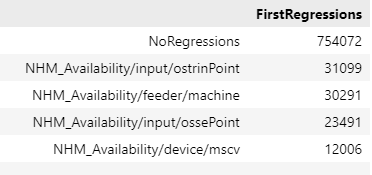 FirstRegressions
NoRegressions 754072
NHM_Availability/input/ostrinPoint 31099
NHM_Availability/feeder/machine 30291
NHM_Availability/input/ossePoint 23491
NHM_Availability/device/mscv 12006